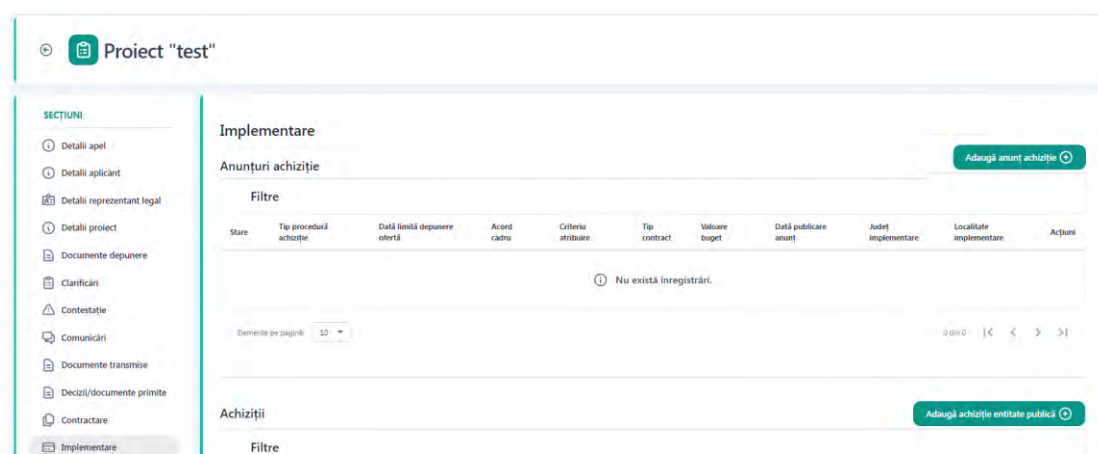 Proiect "test"
SECȚIUNI
Detalii apel
Detalii aplicant
Detalii reprezentant legal
Detalii proiect
Documente depunere
Clarificări
Contestație
Comunicări
Documente transmise
Decizii/documente primite
Contractare
Implementare
Implementare
Anunțuri achiziție
Adaugă anunț achiziție
Filtre
Stare Tip procedură achiziție Dată limită depunere ofertă Acord cadru Criteriu atribuire Tip contract Valoare buget Dată publicare anunț Județ implementare Localitate implementare Acțiuni
Nu există înregistrări.
Elemente pe pagină: 10
0 din 0
Achiziții
Adaugă achiziție entitate publică
Filtre